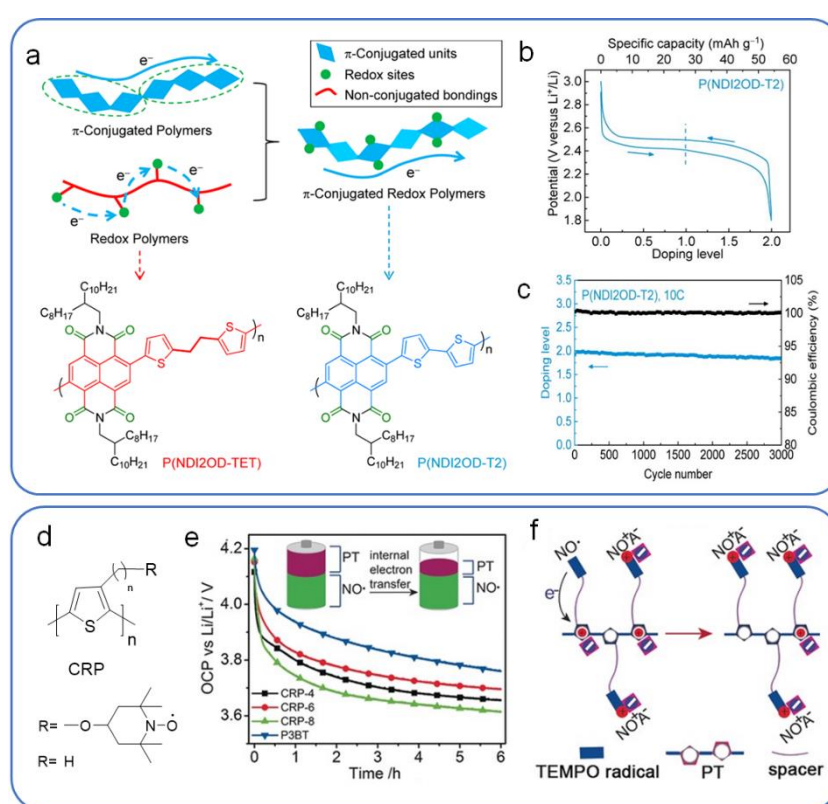 a
e⁻
π-Conjugated Polymers
e⁻
e⁻
e⁻
Redox Polymers
π-Conjugated units
Redox sites
Non-conjugated bondings
e⁻
π-Conjugated Redox Polymers
C₁₀H₂₁
C₈H₁₇
O
N
O
S
S
n
O
N
O
C₈H₁₇
C₁₀H₂₁
P(NDI2OD-TET)
C₁₀H₂₁
C₈H₁₇
O
N
O
S
S
n
O
N
O
C₈H₁₇
C₁₀H₂₁
P(NDI2OD-T2)
b
Specific capacity (mAh g⁻¹)
0 10 20 30 40 50 60
P(NDI2OD-T2)
Potential (V versus Li⁺/Li)
3.0
2.8
2.6
2.4
2.2
2.0
1.8
0.0 0.5 1.0 1.5 2.0
Doping level
c
P(NDI2OD-T2), 10C
Doping level
3.5
3.0
2.5
2.0
1.5
1.0
0.5
0.0
105
100
95
90
85
80
Coulombic efficiency (%)
0 500 1000 1500 2000 2500 3000
Cycle number
d
R
n
S
n
CRP
R= O N-O·
R= H
e
OCP vs Li/Li⁺/ V
4.2
4.0
3.8
3.6
PT
NO·
internal
electron
transfer
PT
NO·
CRP-4
CRP-6
CRP-8
P3BT
0 1 2 3 4 5 6
Time /h
f
NO·
NO⁺A⁻
e⁻
NO⁺A⁻
NO⁺A⁻
NO⁺A⁻
NO⁺A⁻
TEMPO radical
PT
spacer